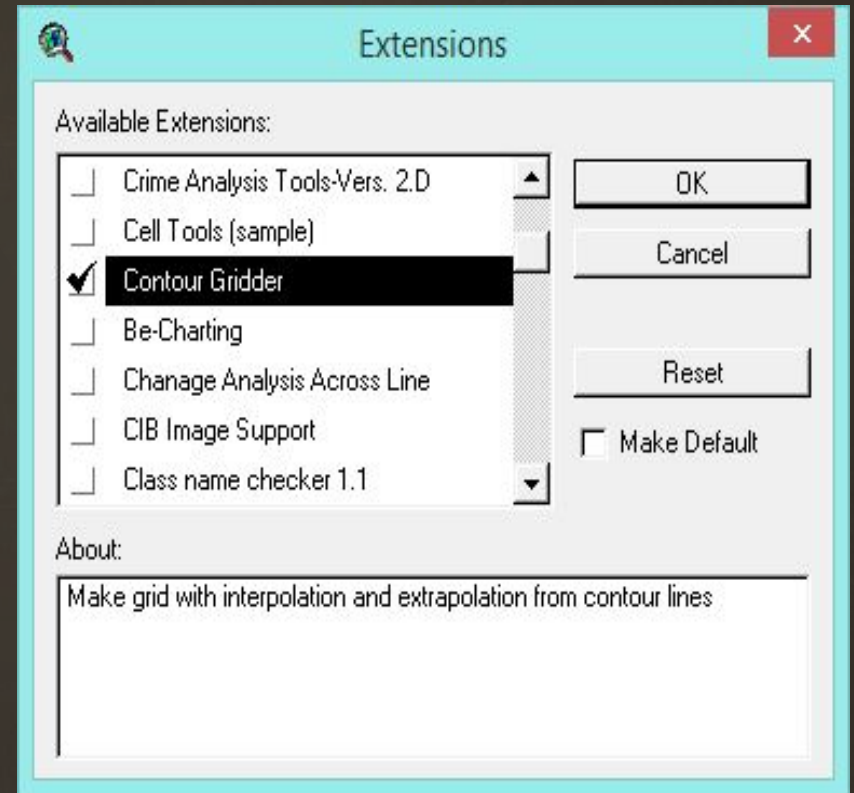 Extensions
Available Extensions:
Crime Analysis Tools-Vers. 2.D
Cell Tools (sample)
Contour Gridder
Be-Charting
Chanage Analysis Across Line
CIB Image Support
Class name checker 1.1
OK
Cancel
Reset
Make Default
About:
Make grid with interpolation and extrapolation from contour lines